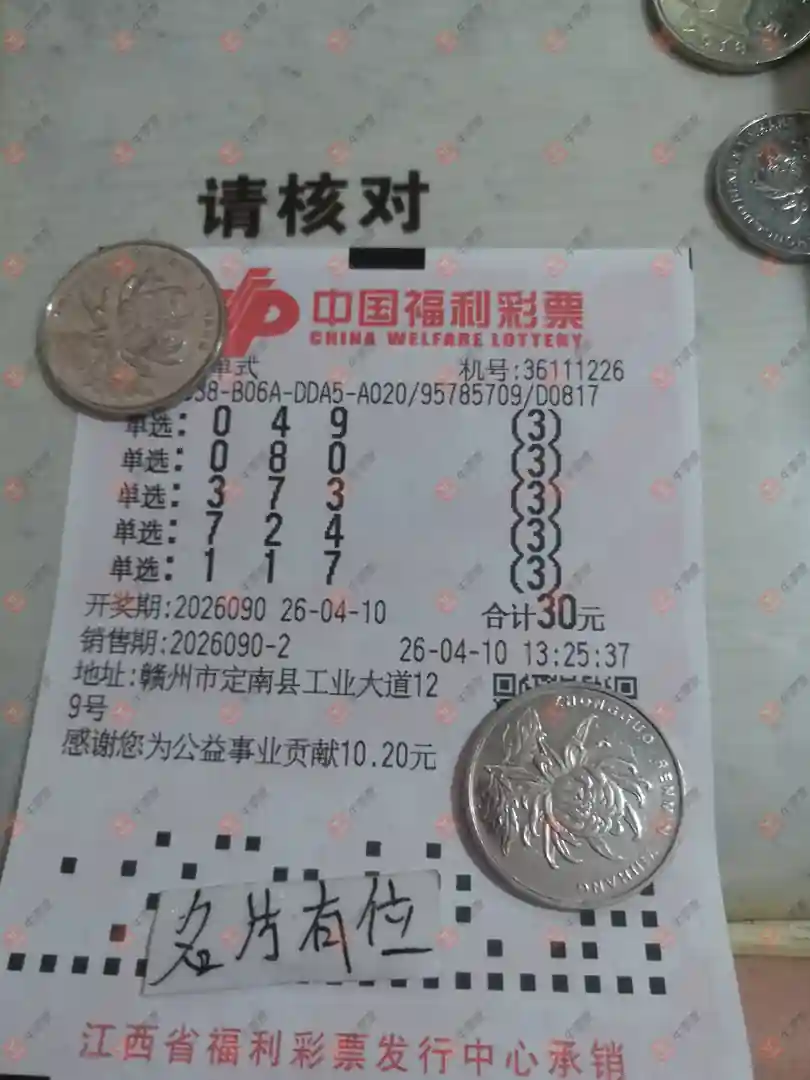 请核对
中国福利彩票
CHINA WELFARE LOTTERY
单式 机号:36111226
38-B06A-DDA5-A020/95785709/D0817
单选: 0 4 9 (3)
单选: 0 8 0 (3)
单选: 3 7 3 (3)
单选: 7 2 4 (3)
单选: 1 1 7 (3)
开奖期:2026090 26-04-10 合计30元
销售期:2026090-2 26-04-10 13:25:37
地址:赣州市定南县工业大道12
9号
感谢您为公益事业贡献10.20元
ZHONGGUO RENMIN YINHANG
名片有位
江西省福利彩票发行中心承销